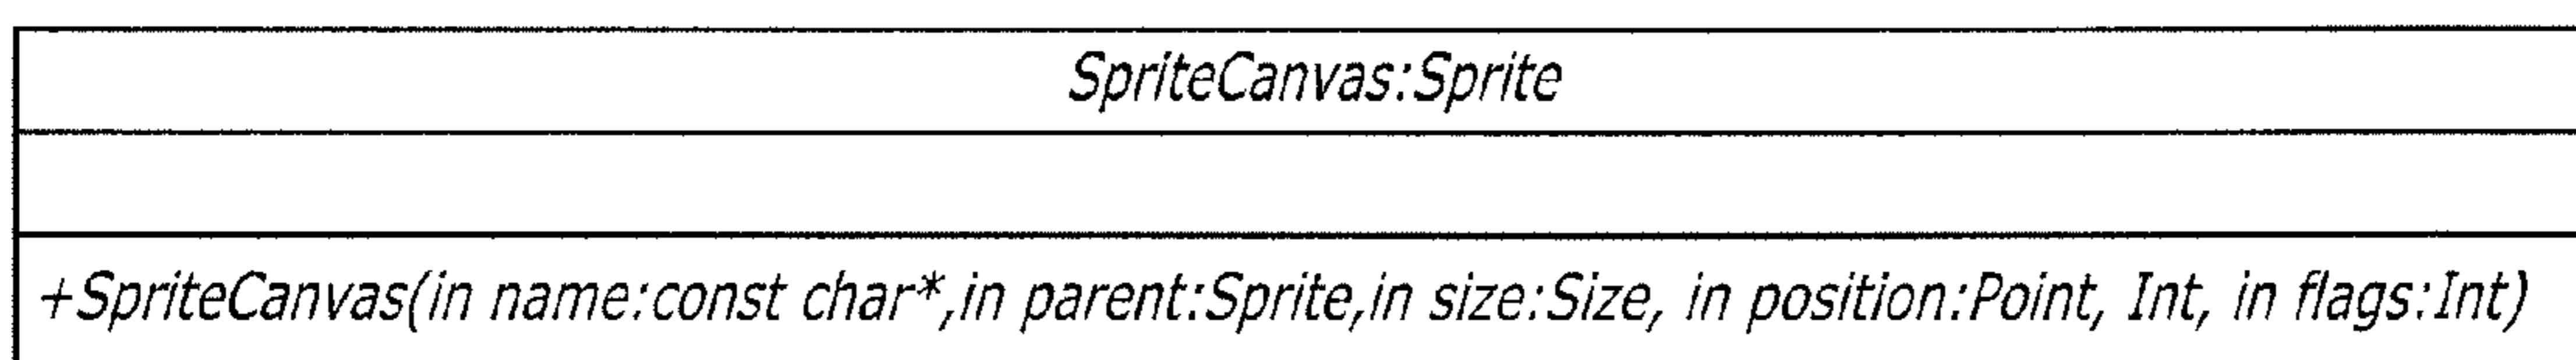 SpriteCanvas:Sprite
+SpriteCanvas(in name:const char*,in parent:Sprite,in size:Size, in position:Point, Int, in flags:Int)